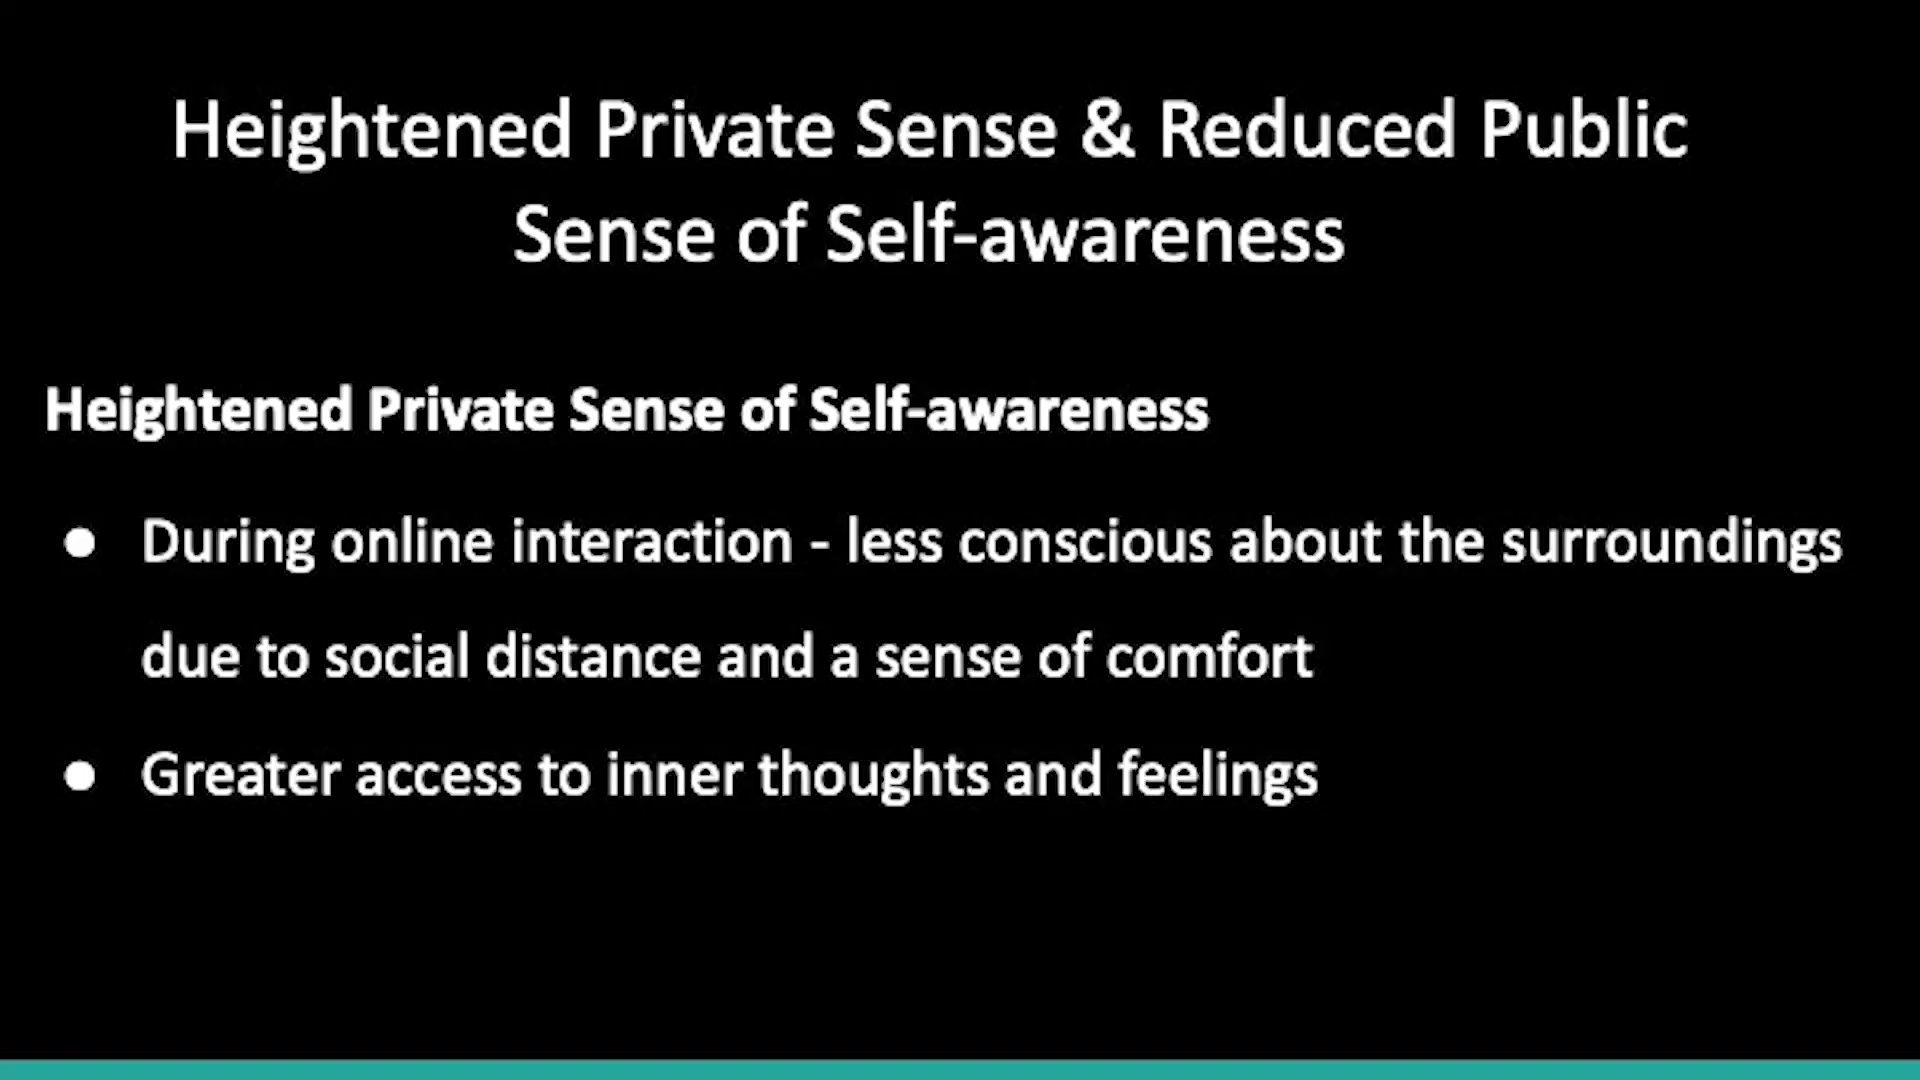 Heightened Private Sense & Reduced Public
Sense of Self-awareness
Heightened Private Sense of Self-awareness
● During online interaction - less conscious about the surroundings
due to social distance and a sense of comfort
● Greater access to inner thoughts and feelings